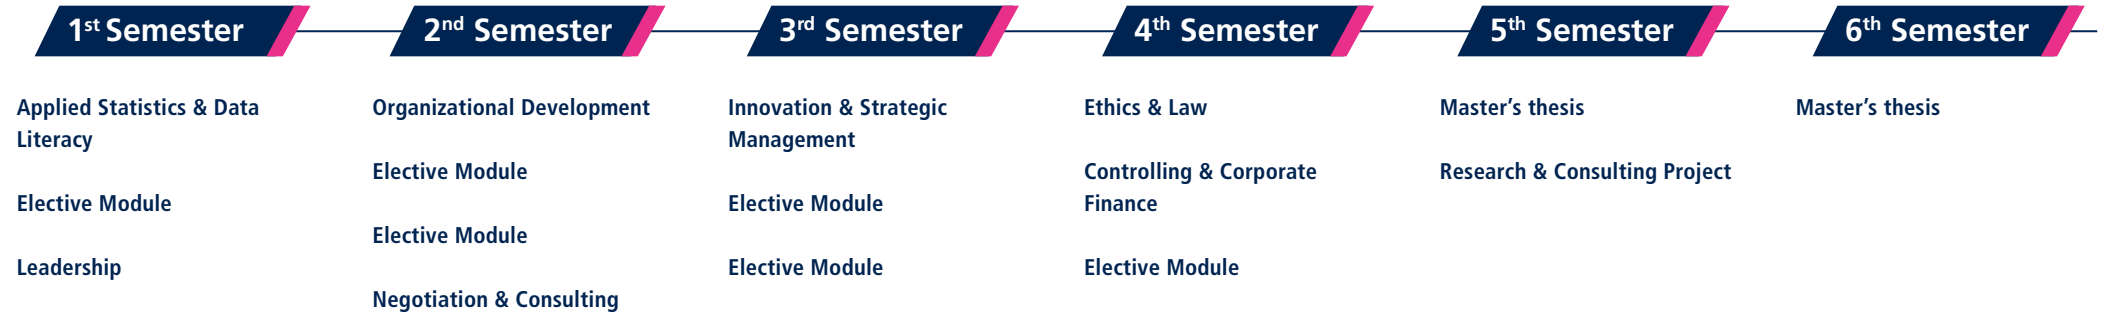 1st Semester
Applied Statistics & Data
Literacy
Elective Module
Leadership
2nd Semester
Organizational Development
Elective Module
Elective Module
Negotiation & Consulting
3rd Semester
Innovation & Strategic
Management
Elective Module
Elective Module
4th Semester
Ethics & Law
Controlling & Corporate
Finance
Elective Module
5th Semester
Master’s thesis
Research & Consulting Project
6th Semester
Master’s thesis